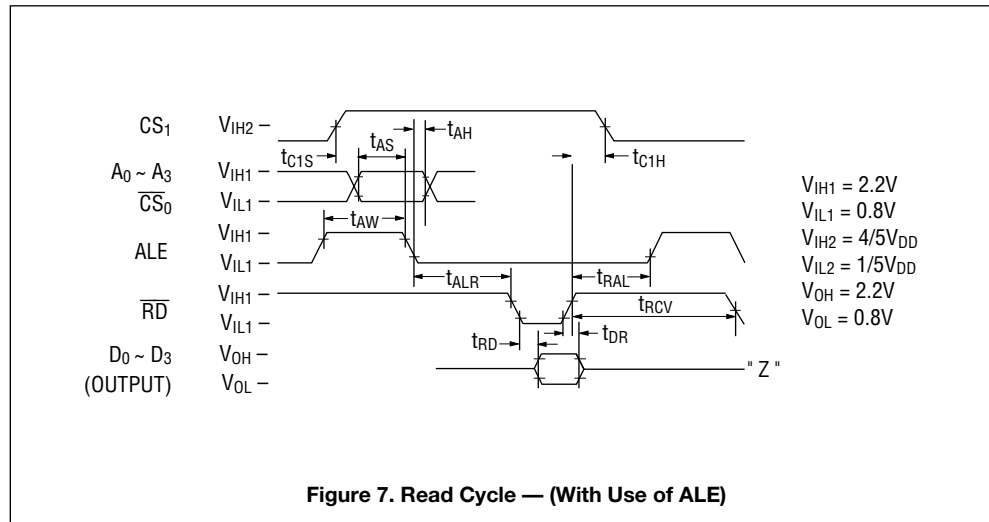 CS1 VIH2 –
tAS tAH
tC1S tC1H
A0 ~ A3 VIH1 –
CS0 VIL1 –
tAW
ALE VIH1 –
VIL1 –
tALR tRAL
RD VIH1 –
VIL1 –
tRCV
tRD tDR
D0 ~ D3 VOH –
(OUTPUT) VOL –
" Z "
VIH1 = 2.2V
VIL1 = 0.8V
VIH2 = 4/5VDD
VIL2 = 1/5VDD
VOH = 2.2V
VOL = 0.8V
Figure 7. Read Cycle — (With Use of ALE)